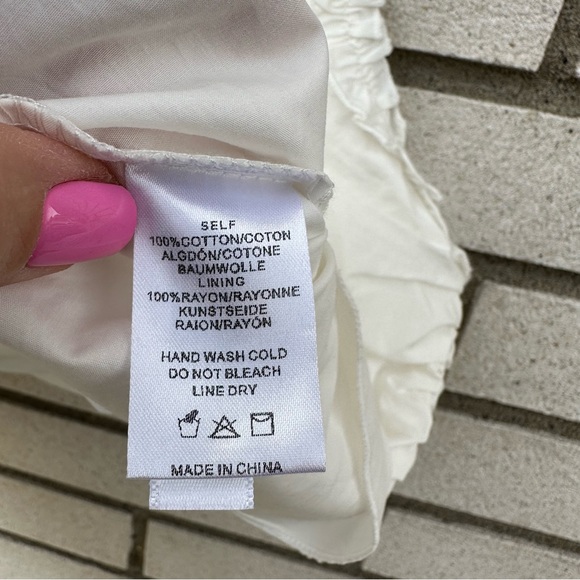 SELF
100%COTTON/COTON
ALGDÓN/COTONE
BAUMWOLLE
LINING
100%RAYON/RAYONNE
KUNSTSEIDE
RAION/RAYÓN
HAND WASH COLD
DO NOT BLEACH
LINE DRY
MADE IN CHINA